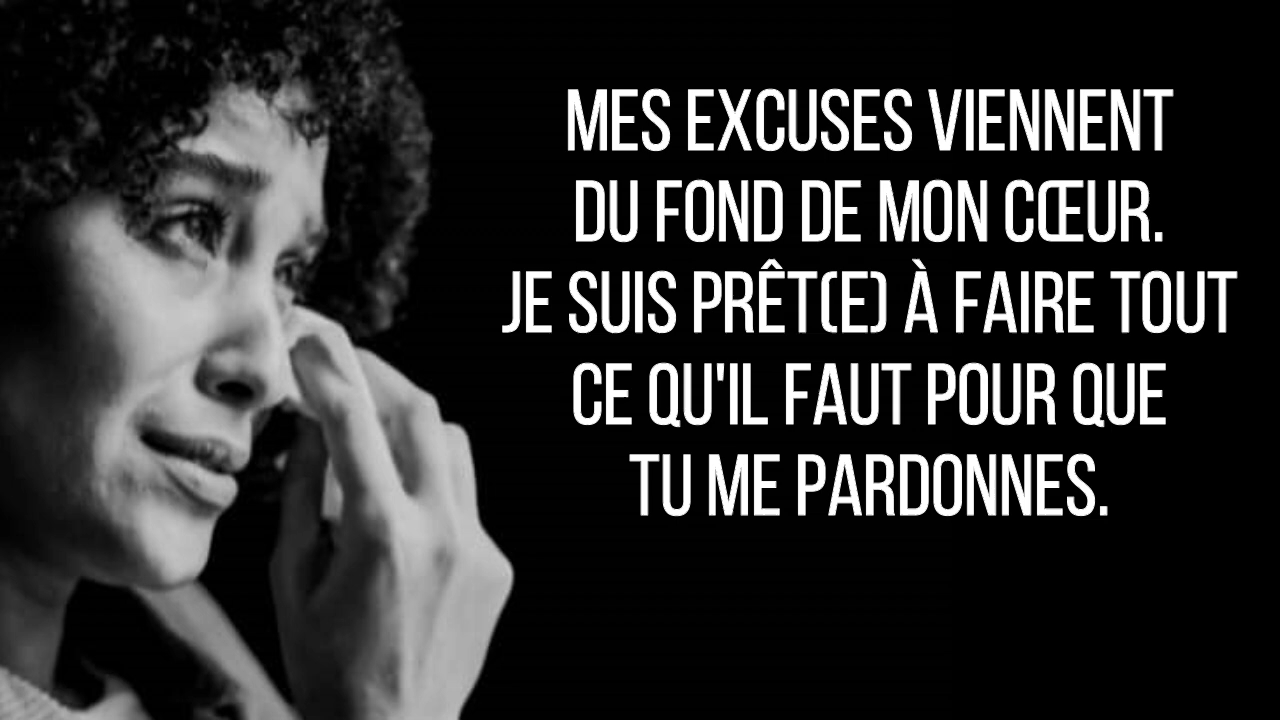 MES EXCUSES VIENNENT
DU FOND DE MON CŒUR.
JE SUIS PRÊT(E) À FAIRE TOUT
CE QU'IL FAUT POUR QUE
TU ME PARDONNES.